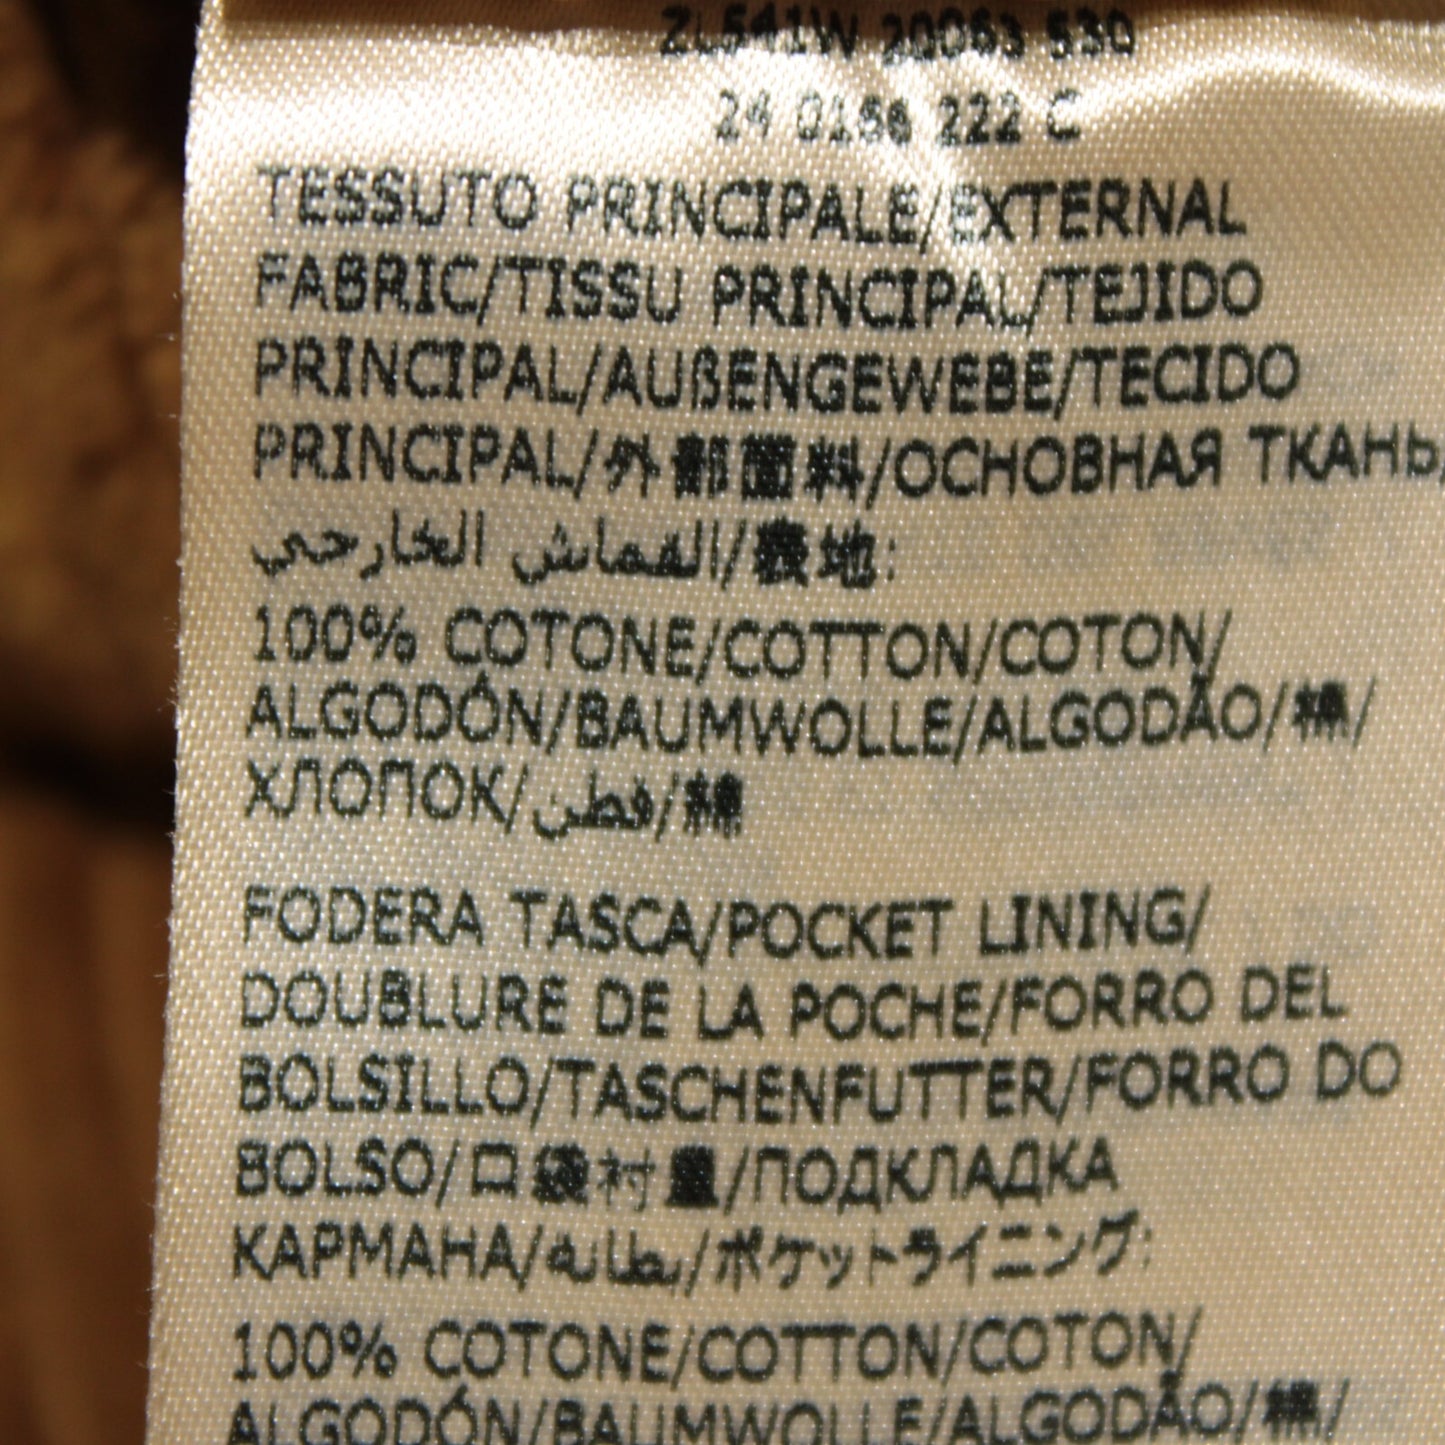 ZL541W 20063 530
24 0186 222 C
TESSUTO PRINCIPALE/EXTERNAL
FABRIC/TISSU PRINCIPAL/TEJIDO
PRINCIPAL/AUßENGEWEBE/TECIDO
PRINCIPAL/外部面料/ОСНОВНАЯ ТКАНЬ/
القماش الخارجي/表地:
100% COTONE/COTTON/COTON/
ALGODÓN/BAUMWOLLE/ALGODÃO/棉/
ХЛОПОК/قطن/綿
FODERA TASCA/POCKET LINING/
DOUBLURE DE LA POCHE/FORRO DEL
BOLSILLO/TASCHENFUTTER/FORRO DO
BOLSO/口袋衬里/ПОДКЛАДКА
КАРМАНА/بطانة/ポケットライニング:
100% COTONE/COTTON/COTON/
ALGODÓN/BAUMWOLLE/ALGODÃO/棉/